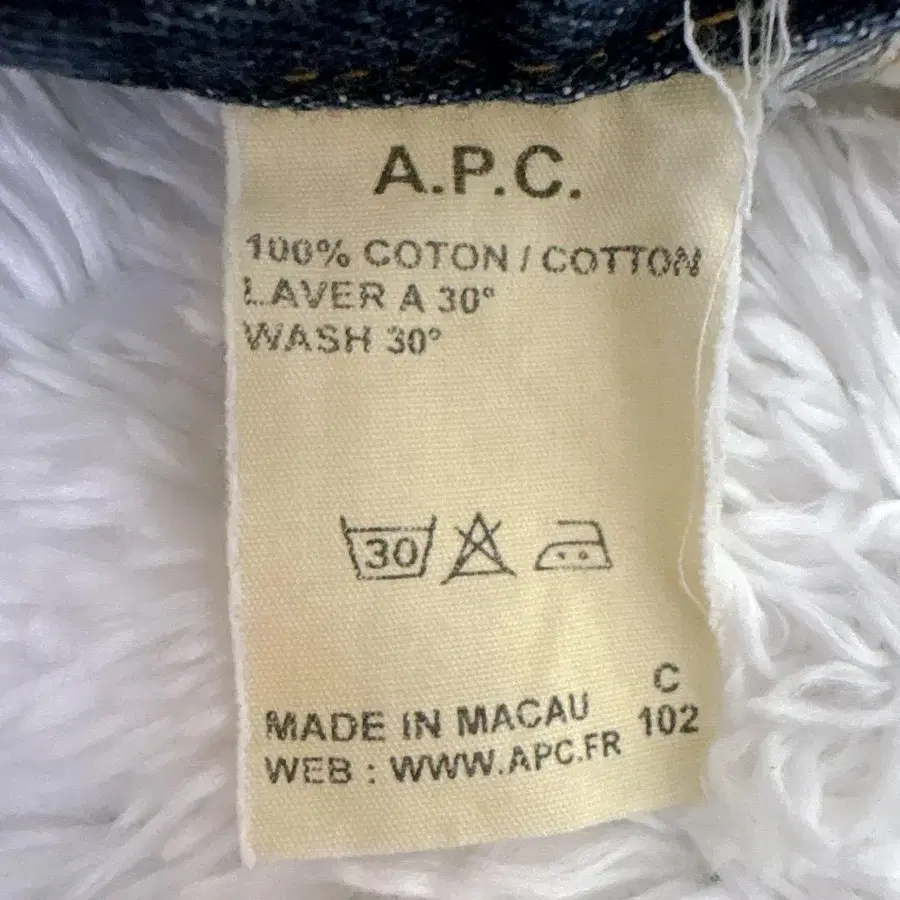 A.P.C.
100% COTON / COTTON
LAVER A 30°
WASH 30°
30
C
MADE IN MACAU 102
WEB : WWW.APC.FR